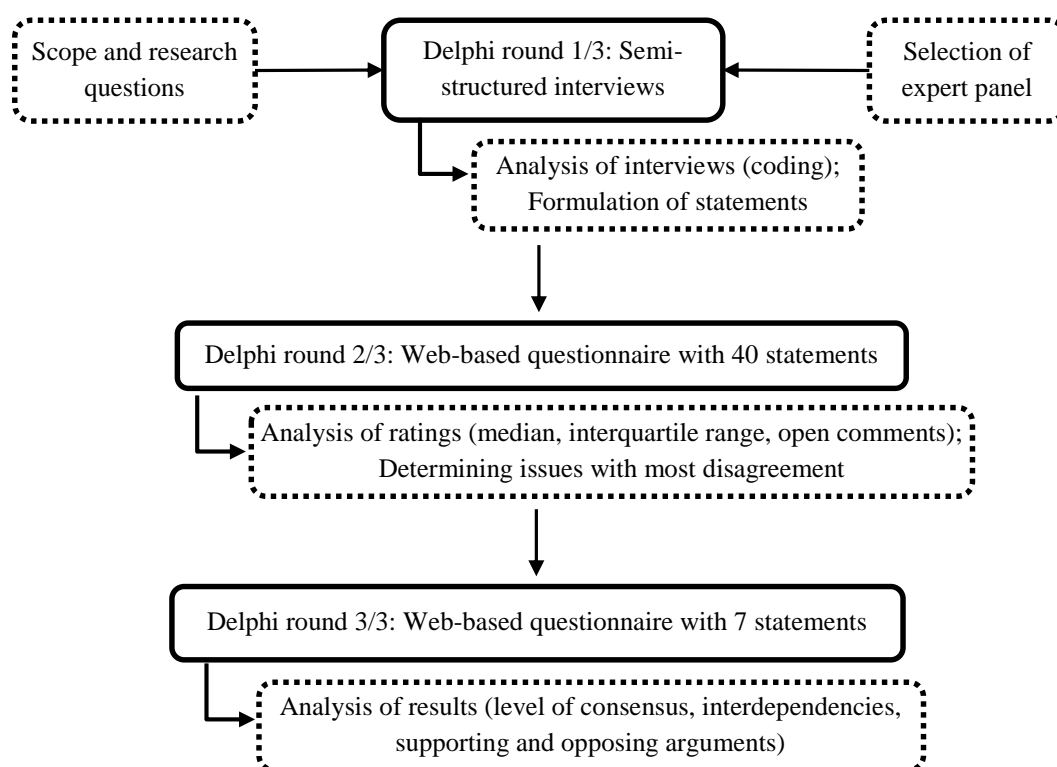 Scope and research
questions
Delphi round 1/3: Semi-
structured interviews
Selection of
expert panel
Analysis of interviews (coding);
Formulation of statements
Delphi round 2/3: Web-based questionnaire with 40 statements
Analysis of ratings (median, interquartile range, open comments);
Determining issues with most disagreement
Delphi round 3/3: Web-based questionnaire with 7 statements
Analysis of results (level of consensus, interdependencies,
supporting and opposing arguments)